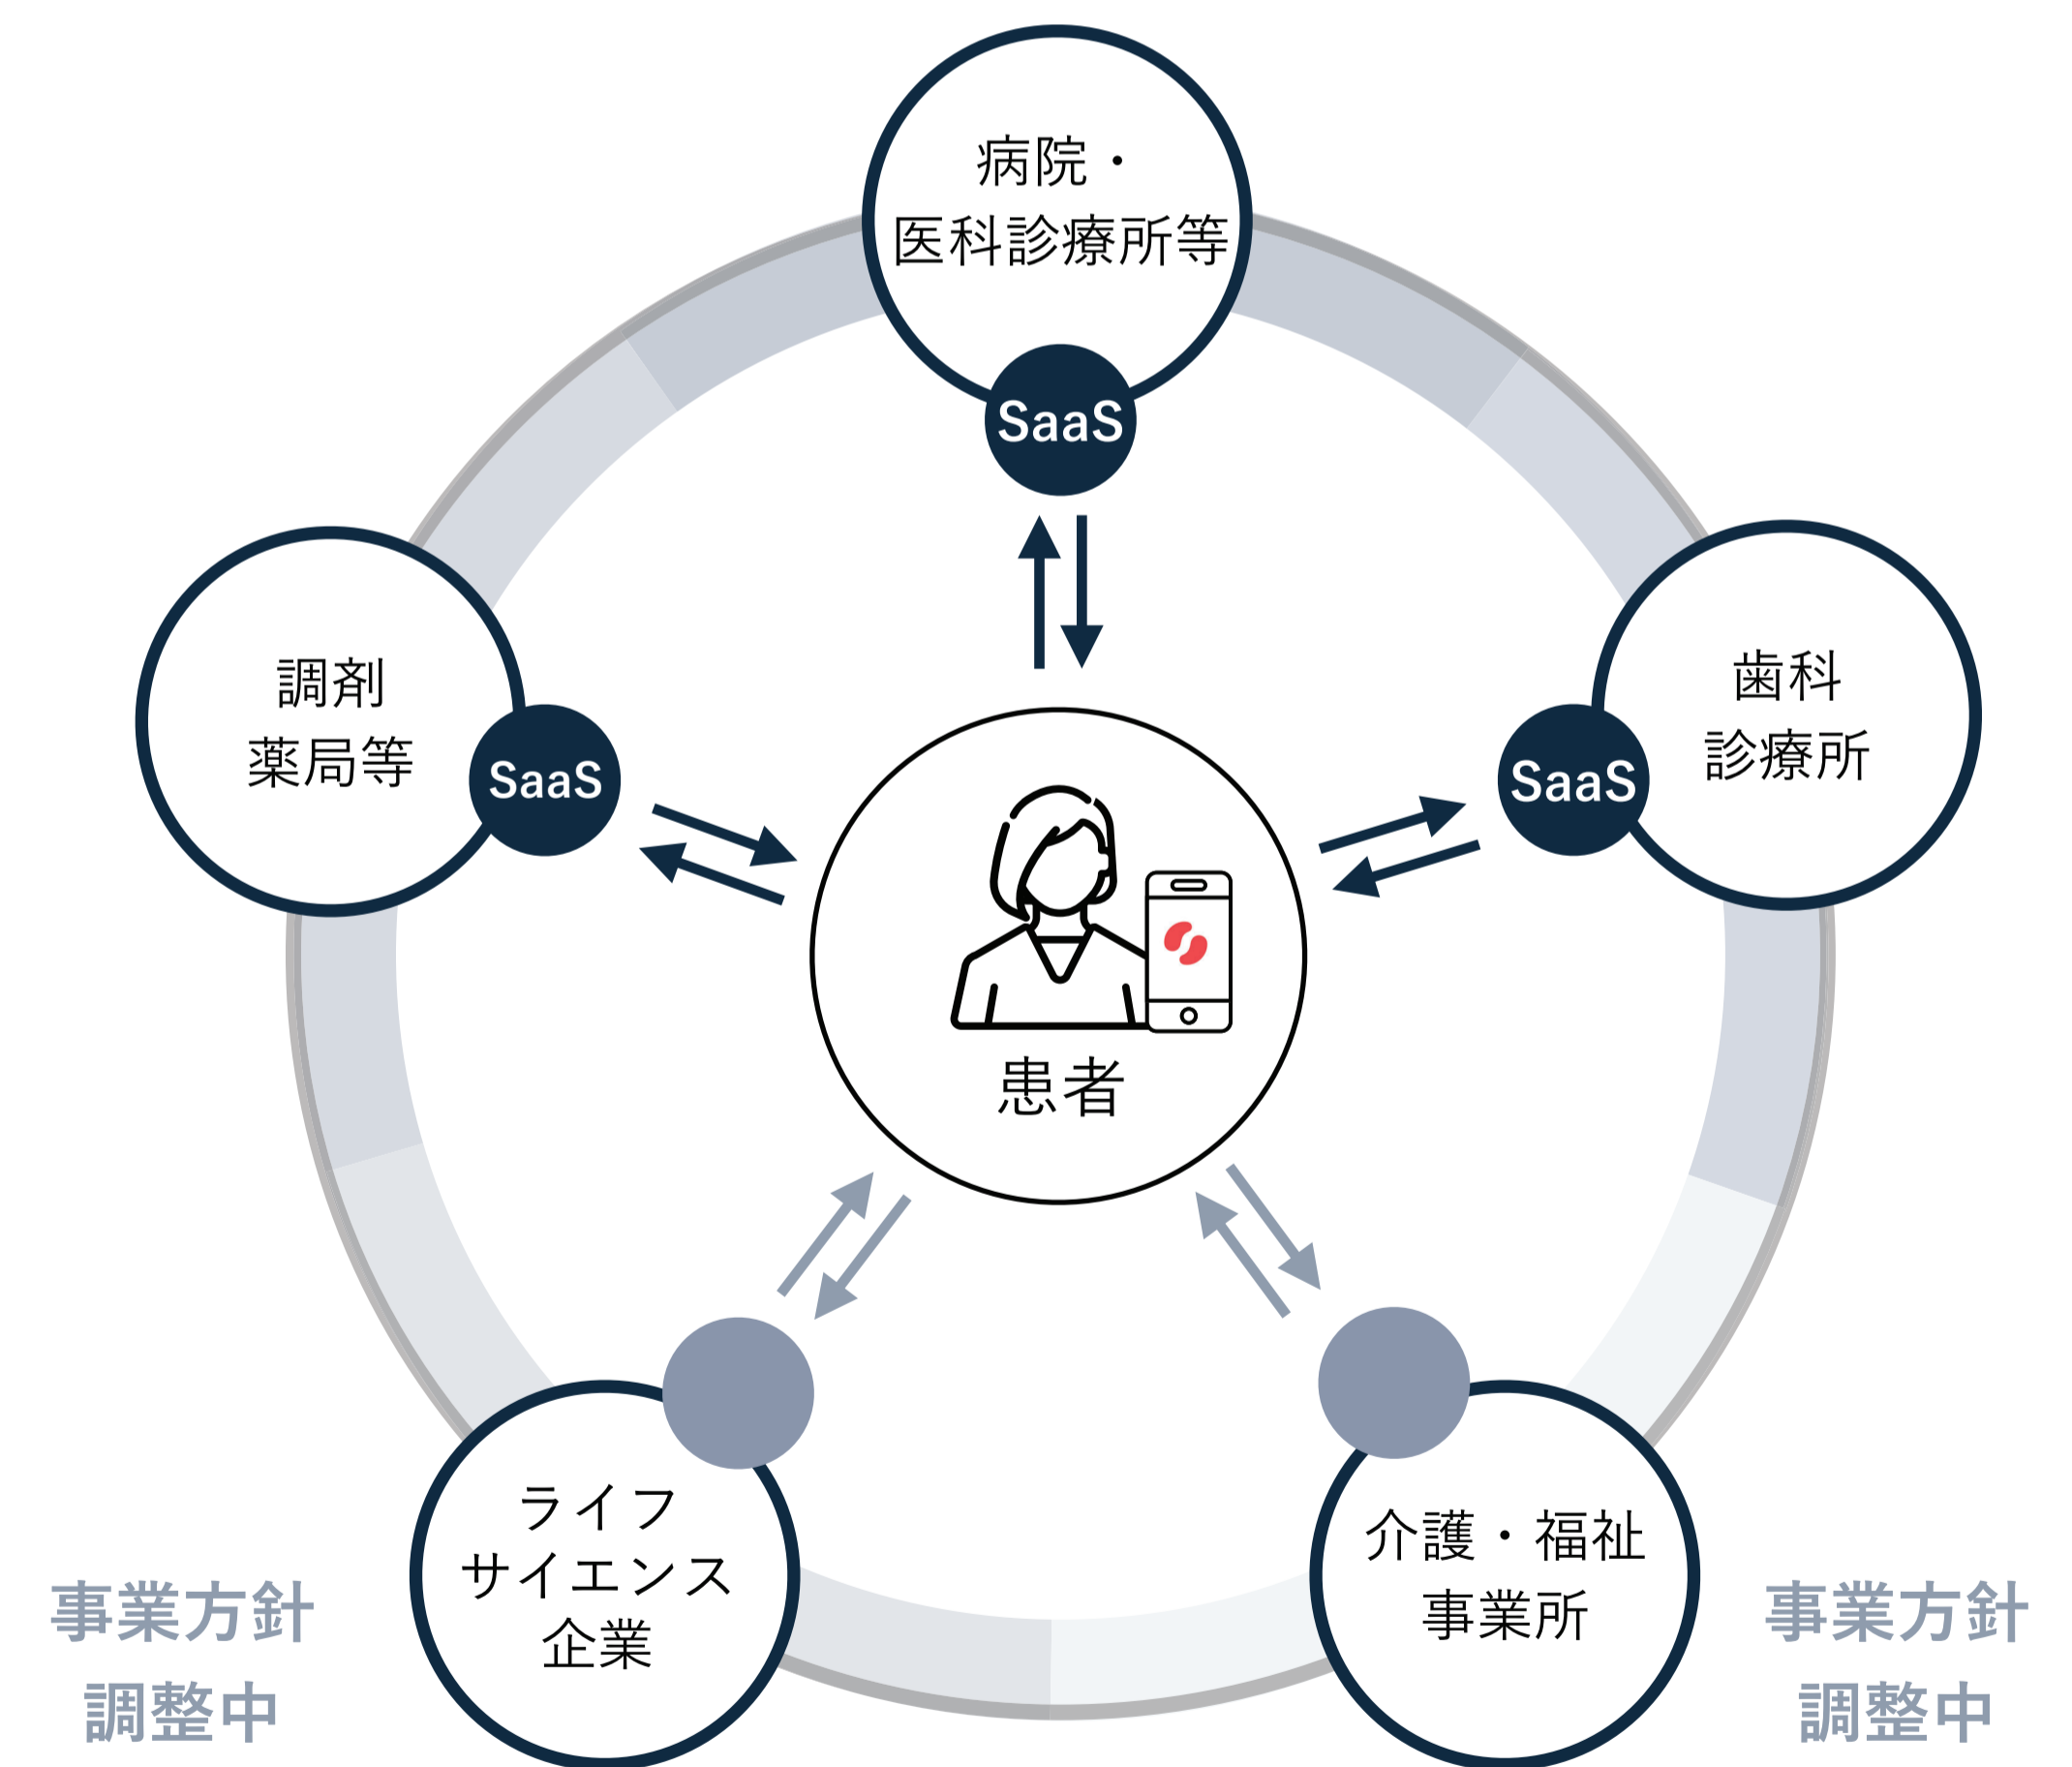 病院・
医科診療所等
SaaS
調剤
薬局等
SaaS
歯科
診療所
SaaS
患者
ライフ
サイエンス
企業
介護・福祉
事業所
事業方針
調整中
事業方針
調整中